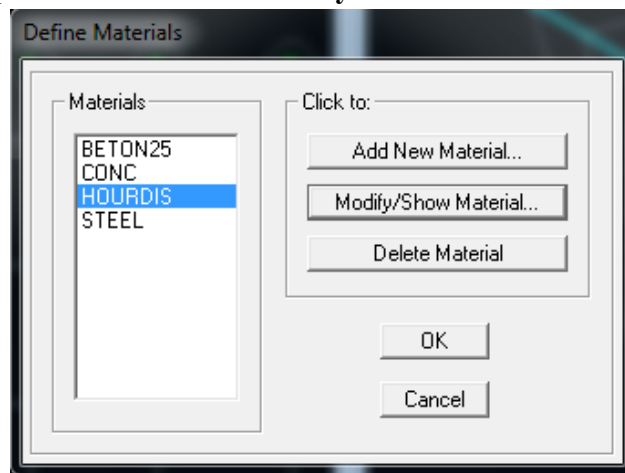 Define Materials
Materials
BETON25
CONC
HOURDIS
STEEL
Click to:
Add New Material...
Modify/Show Material...
Delete Material
OK
Cancel